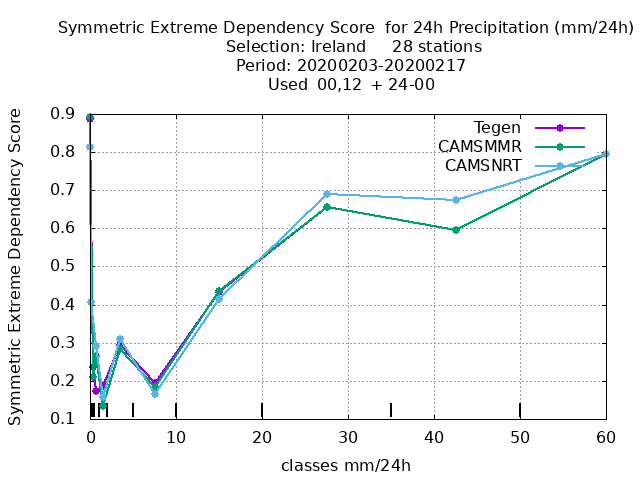 Symmetric Extreme Dependency Score  for 24h Precipitation (mm/24h)
Selection: Ireland     28 stations
Period: 20200203-20200217
Used  00,12  + 24-00
Symmetric Extreme Dependency Score
0.9
0.8
0.7
0.6
0.5
0.4
0.3
0.2
0.1
Tegen
CAMSMMR
CAMSNRT
0 10 20 30 40 50 60
classes mm/24h